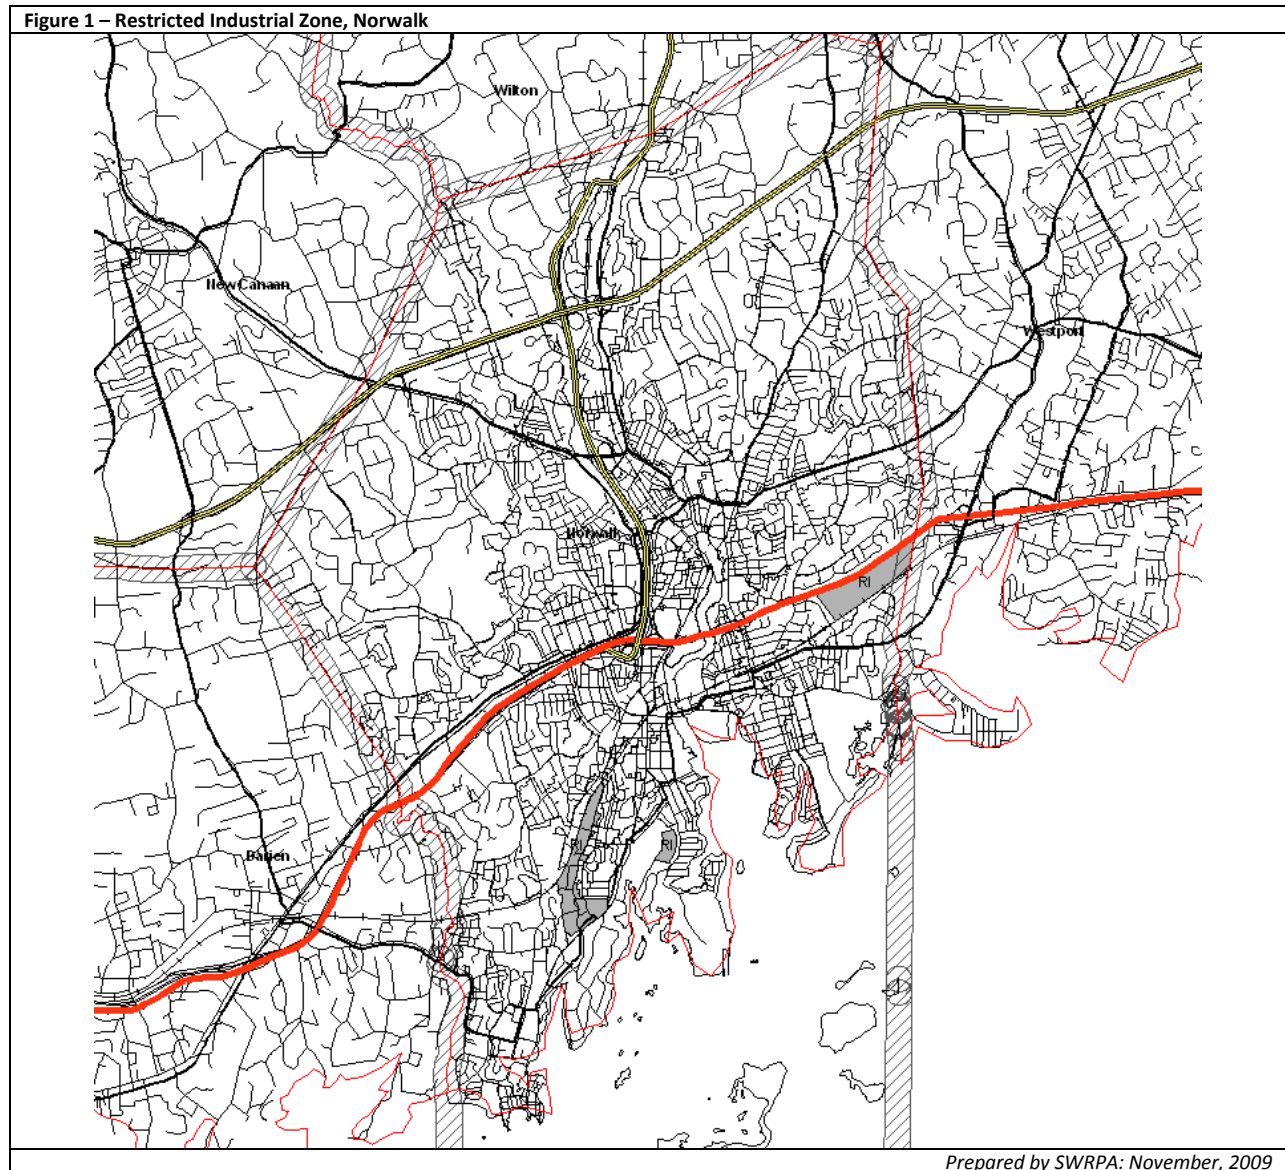 Figure 1 – Restricted Industrial Zone, Norwalk
Wilton
New Canaan
Westport
Norwalk
RI
RI
RI
Darien
Prepared by SWRPA: November, 2009